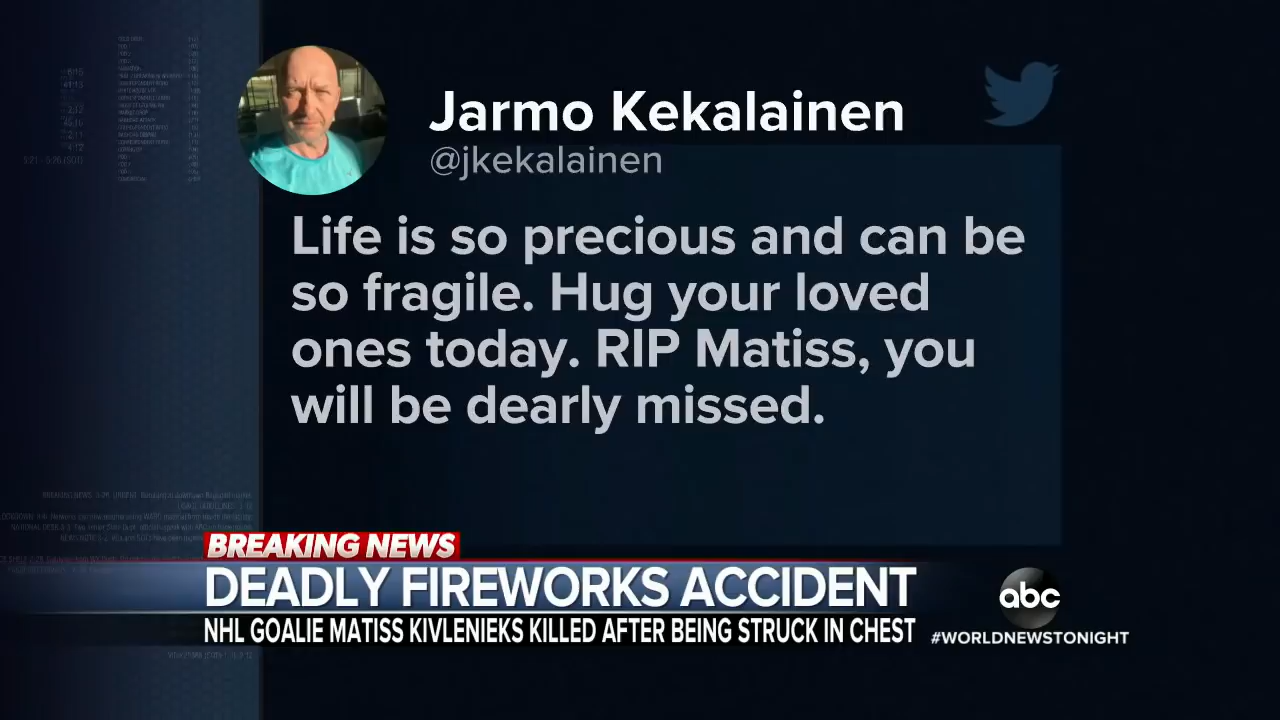 Jarmo Kekalainen
@jkekalainen
Life is so precious and can be
so fragile. Hug your loved
ones today. RIP Matiss, you
will be dearly missed.
BREAKING NEWS
DEADLY FIREWORKS ACCIDENT
NHL GOALIE MATISS KIVLENIEKS KILLED AFTER BEING STRUCK IN CHEST
abc
#WORLDNEWSTONIGHT